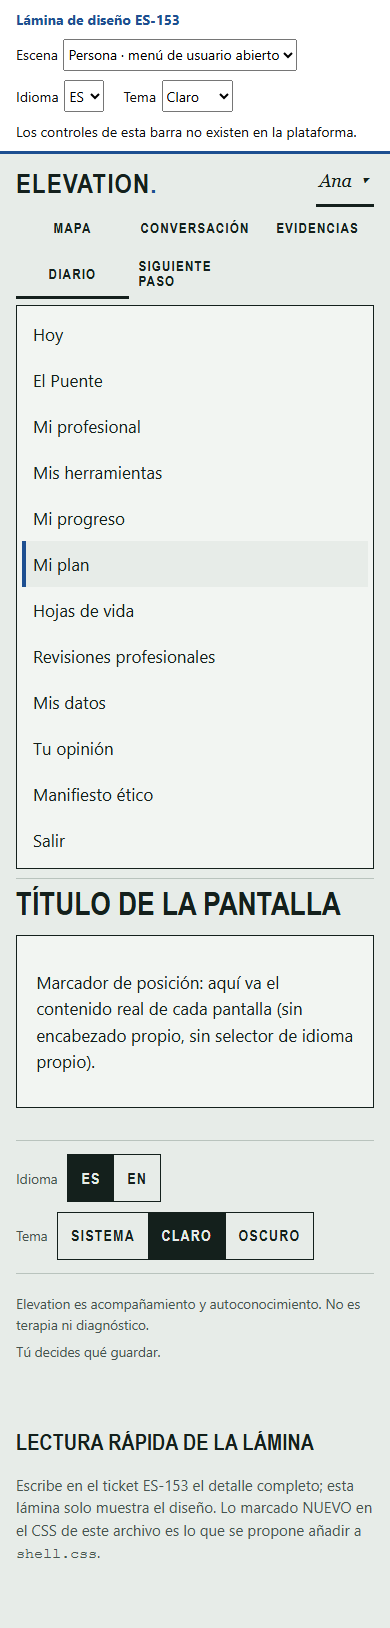 Lámina de diseño ES-153
Escena Persona · menú de usuario abierto
Idioma ES Tema Claro
Los controles de esta barra no existen en la plataforma.
ELEVATION. Ana
MAPA CONVERSACIÓN EVIDENCIAS
DIARIO SIGUIENTE
PASO
Hoy
El Puente
Mi profesional
Mis herramientas
Mi progreso
Mi plan
Hojas de vida
Revisiones profesionales
Mis datos
Tu opinión
Manifiesto ético
Salir
TÍTULO DE LA PANTALLA
Marcador de posición: aquí va el
contenido real de cada pantalla (sin
encabezado propio, sin selector de idioma
propio).
Idioma ES EN
Tema SISTEMA CLARO OSCURO
Elevation es acompañamiento y autoconocimiento. No es
terapia ni diagnóstico.
Tú decides qué guardar.
LECTURA RÁPIDA DE LA LÁMINA
Escribe en el ticket ES-153 el detalle completo; esta
lámina solo muestra el diseño. Lo marcado NUEVO en
el CSS de este archivo es lo que se propone añadir a
shell.css.